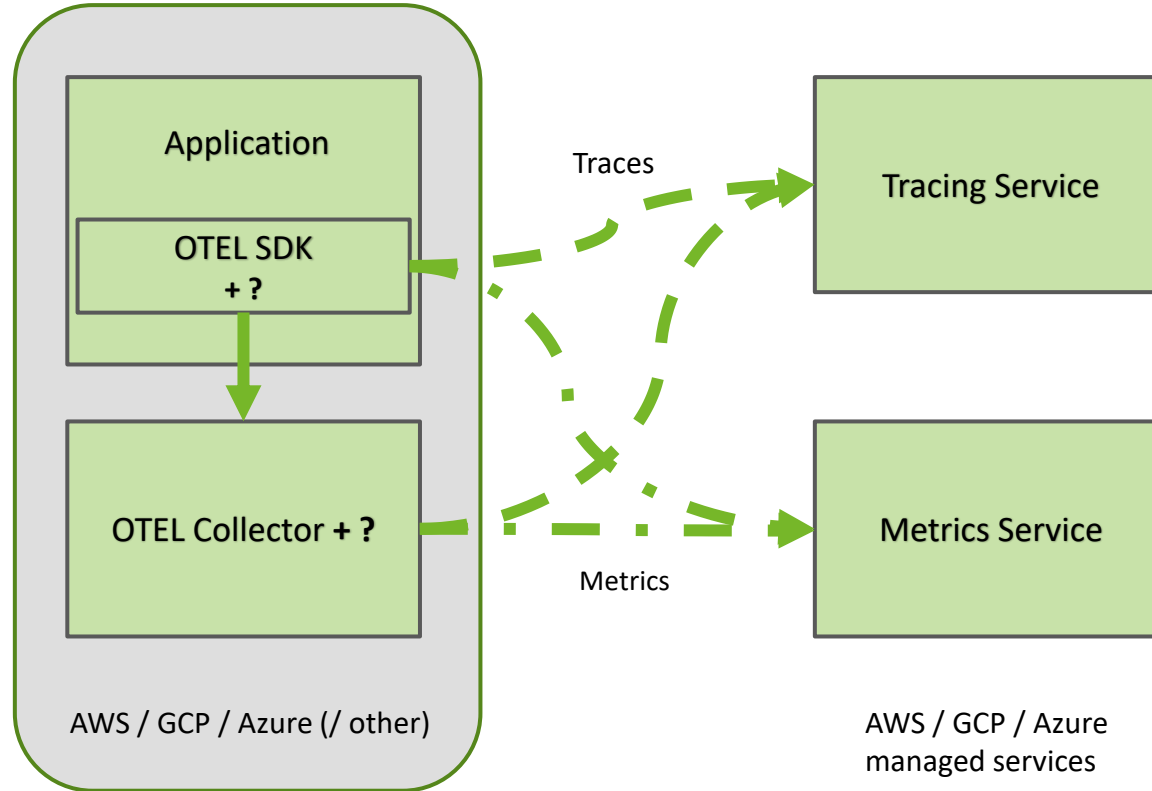 Application
OTEL SDK
+ ?
OTEL Collector + ?
AWS / GCP / Azure (/ other)
Traces
Metrics
Tracing Service
Metrics Service
AWS / GCP / Azure
managed services